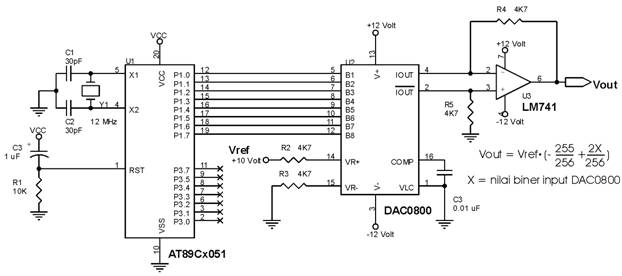 R4 4K7
+12 Volt
VCC
U1
20
U2
13
+12 Volt
7
C1
30pF
5 X1
VCC
P1.0 12
P1.1 13
P1.2 14
P1.3 15
P1.4 16
P1.5 17
P1.6 18
P1.7 19
5 B1
6 B2
7 B3
8 B4
9 B5
10 B6
11 B7
12 B8
V+
IOUT 4
IOUT 2
2 -
3 +
6
Vout
U3
LM741
4
-12 Volt
R5
4K7
Y1
4 X2
C2
30pF
12 MHz
VCC
C3
1 uF
+
1 RST
R1
10K
P3.7 11
P3.5 9
P3.4 8
P3.3 7
P3.2 6
P3.1 3
P3.0 2
VSS
10
AT89Cx051
Vref
+10 Volt
R2 4K7
14 VR+
R3 4K7
15 VR-
COMP 16
VLC 1
V-
3
-12 Volt
DAC0800
C3
0.01 uF
Vout = Vref•(- 255/256 + 2X/256)
X = nilai biner input DAC0800